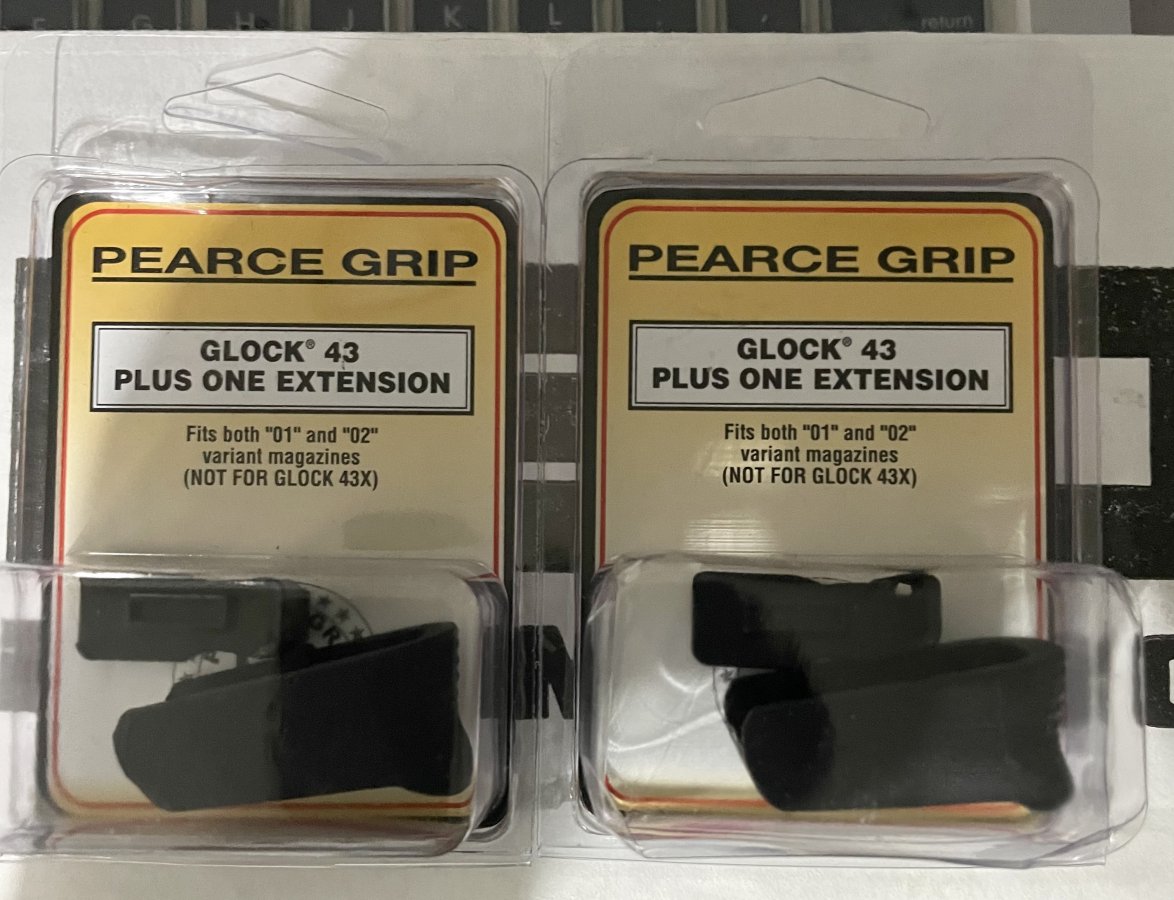 G H J K L ; ' return
PEARCE GRIP
GLOCK® 43
PLUS ONE EXTENSION
Fits both "01" and "02"
variant magazines
(NOT FOR GLOCK 43X)
PEARCE GRIP
GLOCK® 43
PLUS ONE EXTENSION
Fits both "01" and "02"
variant magazines
(NOT FOR GLOCK 43X)